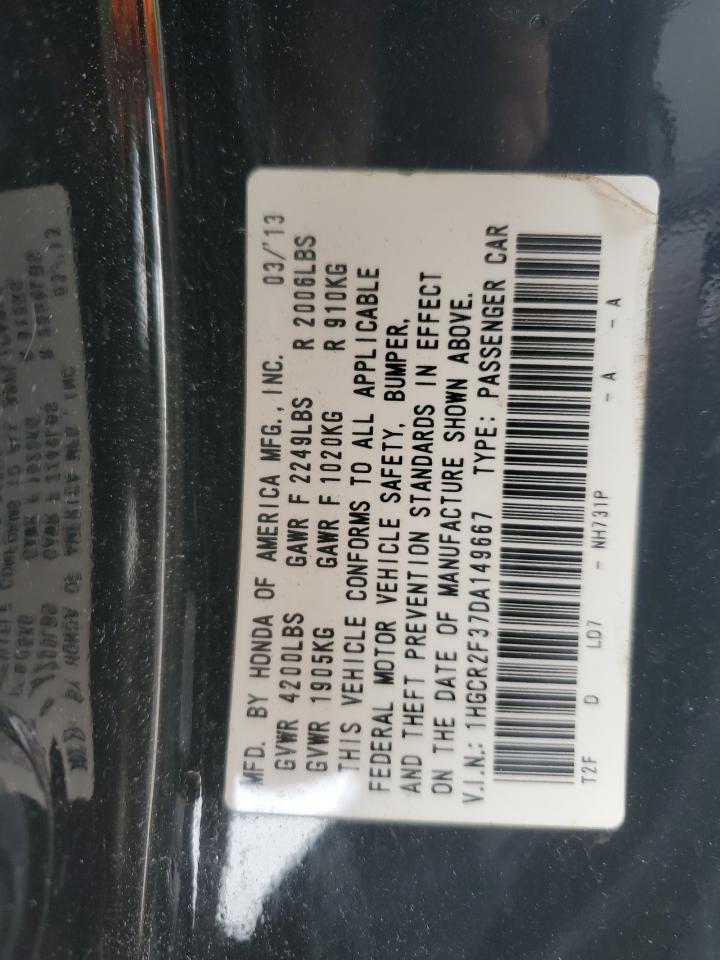 MFD. BY HONDA OF AMERICA MFG., INC. 03/'13
GVWR 4200LBS GAWR F 2249LBS R 2006LBS
GVWR 1905KG GAWR F 1020KG R 910KG
THIS VEHICLE CONFORMS TO ALL APPLICABLE
FEDERAL MOTOR VEHICLE SAFETY, BUMPER,
AND THEFT PREVENTION STANDARDS IN EFFECT
ON THE DATE OF MANUFACTURE SHOWN ABOVE.
V.I.N.: 1HGCR2F37DA149667 TYPE: PASSENGER CAR
T2F D LD7 - NH731P - A - A